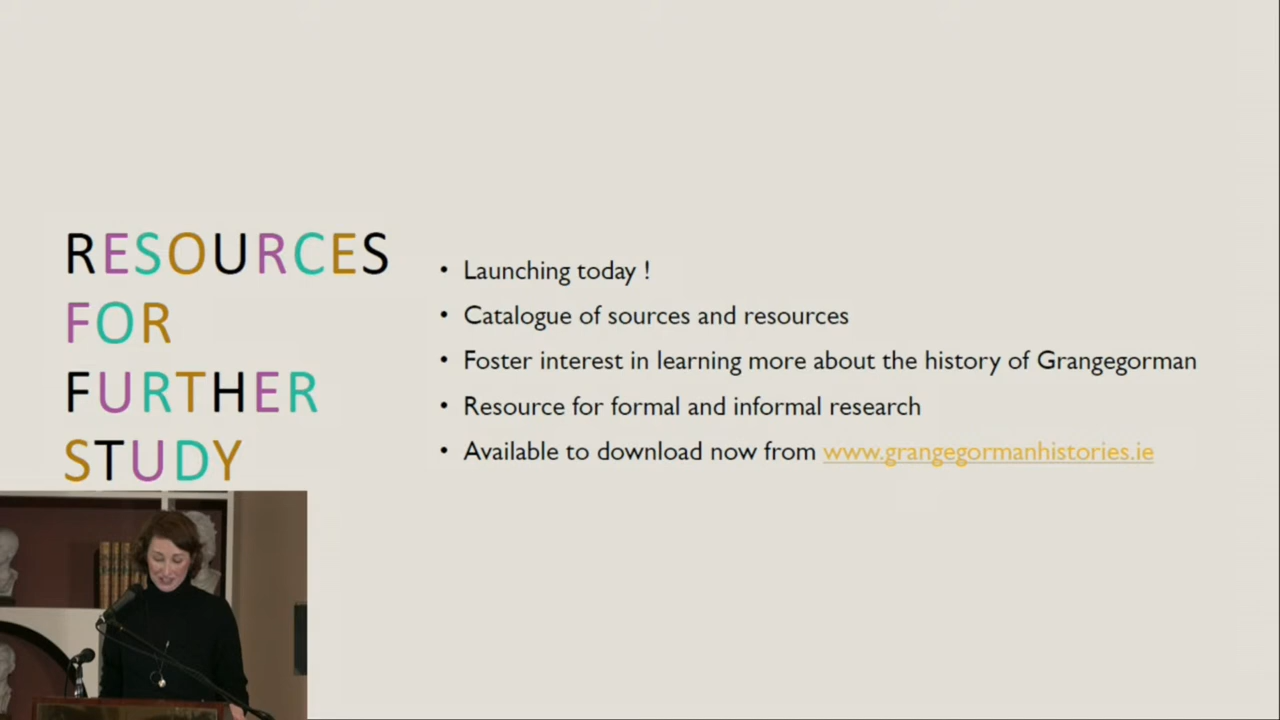 RESOURCES
FOR
FURTHER
STUDY
• Launching today !
• Catalogue of sources and resources
• Foster interest in learning more about the history of Grangegorman
• Resource for formal and informal research
• Available to download now from www.grangegormanhistories.ie